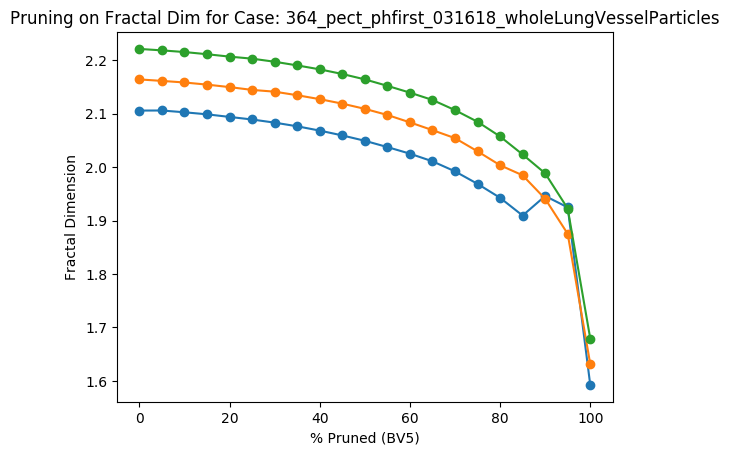 Pruning on Fractal Dim for Case: 364_pect_phfirst_031618_wholeLungVesselParticles
2.2
2.1
2.0
1.9
1.8
1.7
1.6
Fractal Dimension
0 20 40 60 80 100
% Pruned (BV5)